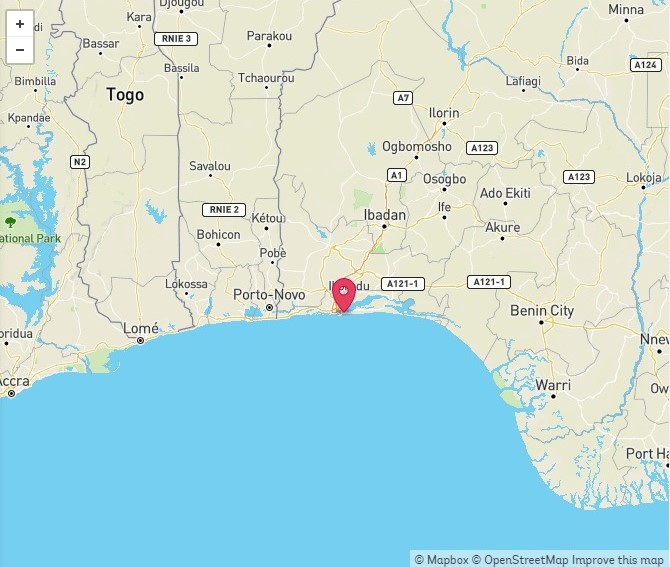 +
−
Djougou
Minna
Kara
Bassar
RNIE 3
Parakou
Bassila
Bida
A124
Bimbilla
Tchaourou
Lafiagi
Togo
A7
Kpandae
Ilorin
Ogbomosho
A123
N2
Savalou
A1
Osogbo
A123
Lokoja
Ado Ekiti
RNIE 2
Kétou
Ibadan
Ife
Akure
ational Park
Bohicon
Pobè
Lokossa
Porto-Novo
A121-1
A121-1
Benin City
oridua
Lomé
Nnew
Accra
Warri
Ow
Port Ha
© Mapbox © OpenStreetMap Improve this map